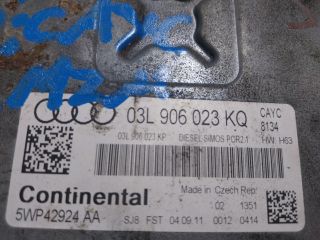 03L 906 023 KQ
CAYC
8134
03L 906 023 KP DIESEL SIMOS PCR2.1 HW: H63
Continental
Made in Czech Rep.
02 1351
5WP42924 AA
SJ8 FST 04.09.11 0012 0414